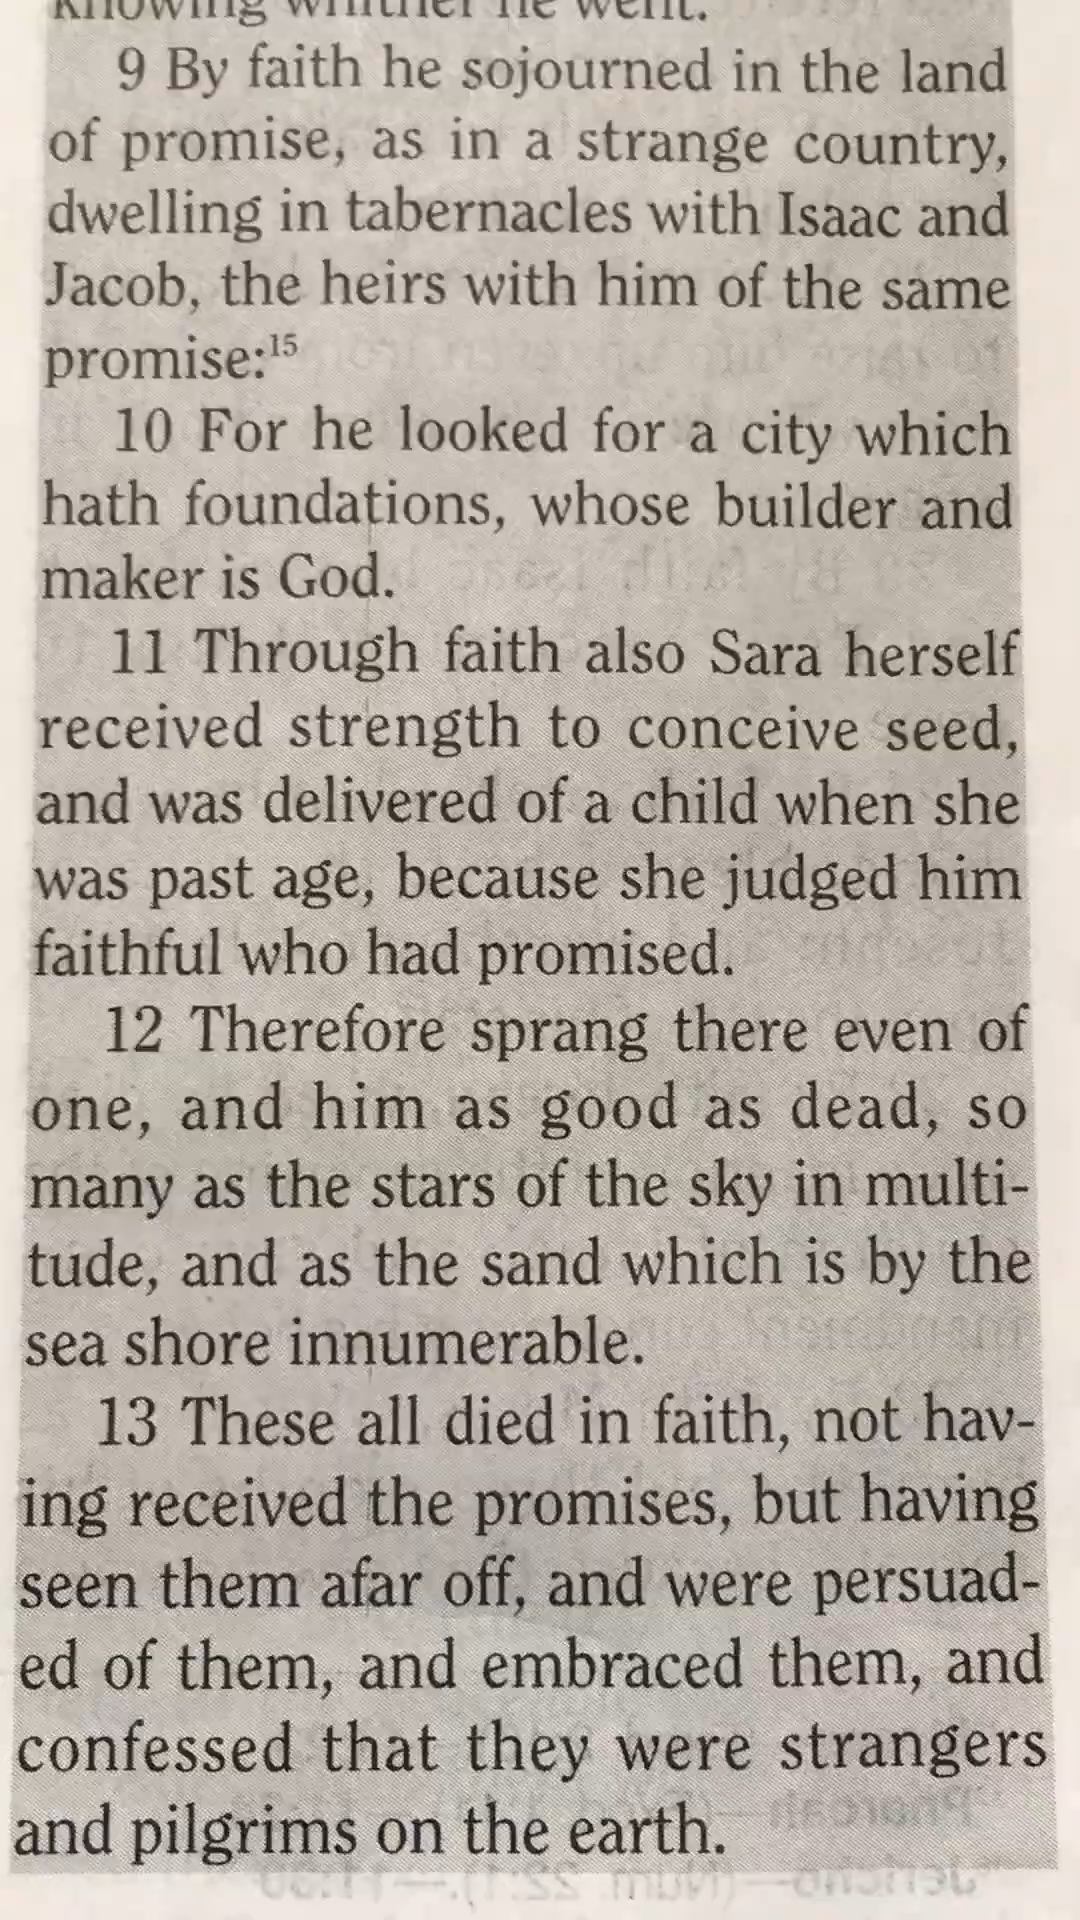 knowing whither he went.
9 By faith he sojourned in the land
of promise, as in a strange country,
dwelling in tabernacles with Isaac and
Jacob, the heirs with him of the same
promise:15
10 For he looked for a city which
hath foundations, whose builder and
maker is God.
11 Through faith also Sara herself
received strength to conceive seed,
and was delivered of a child when she
was past age, because she judged him
faithful who had promised.
12 Therefore sprang there even of
one, and him as good as dead, so
many as the stars of the sky in multi-
tude, and as the sand which is by the
sea shore innumerable.
13 These all died in faith, not hav-
ing received the promises, but having
seen them afar off, and were persuad-
ed of them, and embraced them, and
confessed that they were strangers
and pilgrims on the earth.